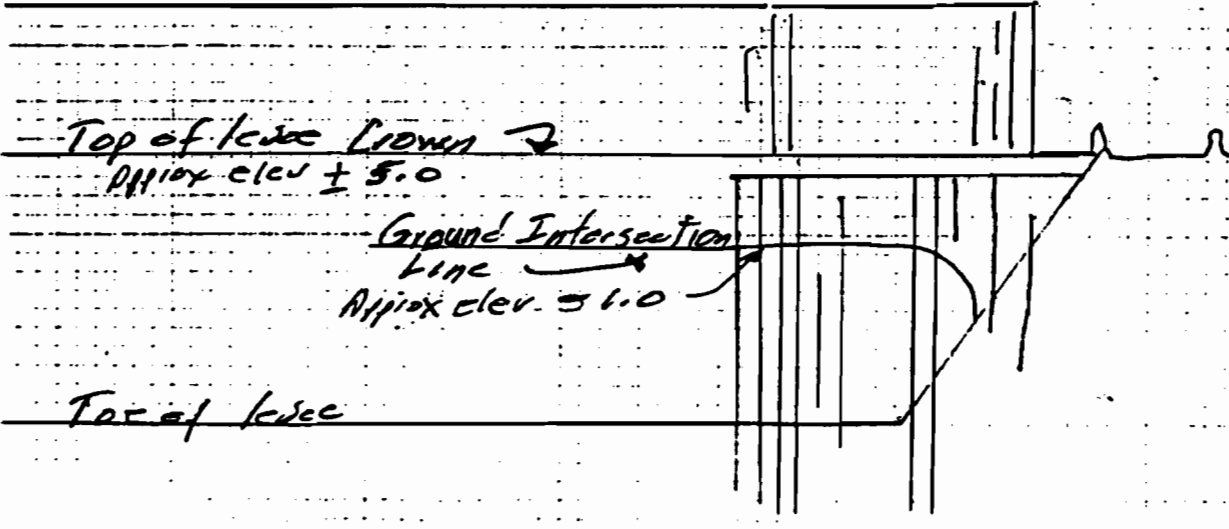 Top of levee Crown
Approx elev ± 5.0
Ground Intersection
Line
Approx elev. = 1.0
Toe of levee